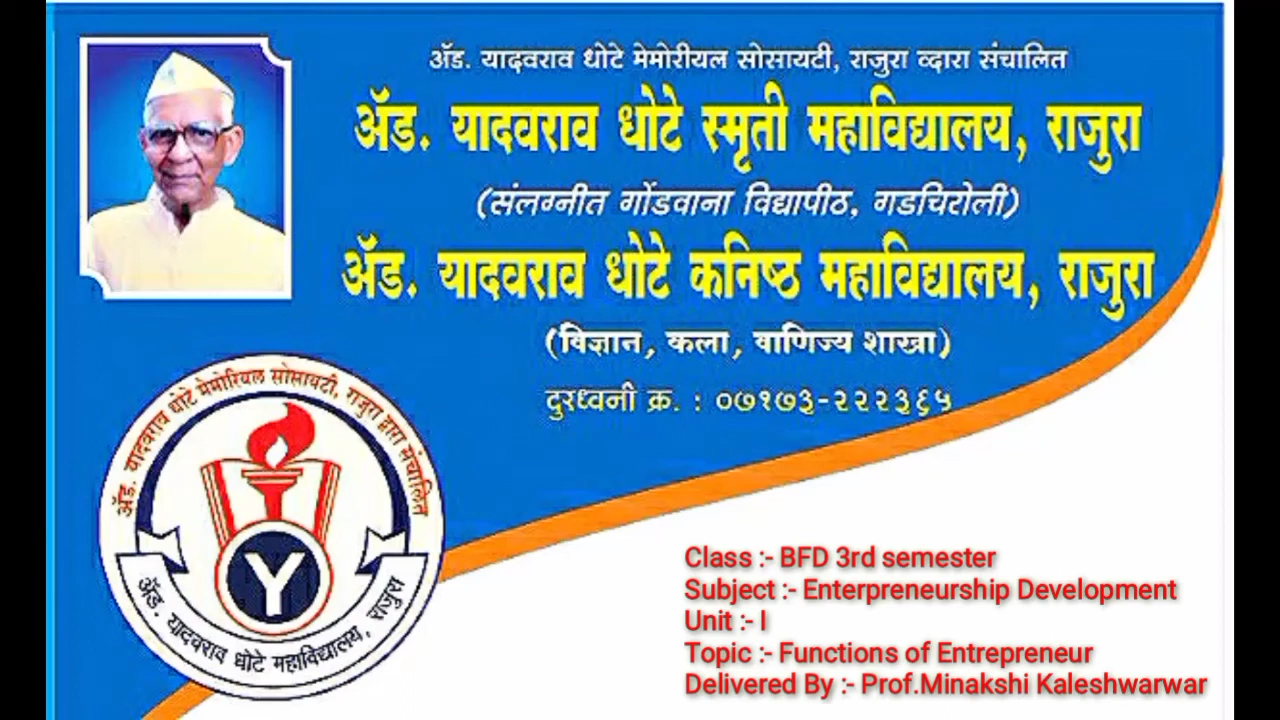 ॲड. यादवराव धोटे मेमोरीयल सोसायटी, राजुरा व्दारा संचालित
ॲड. यादवराव धोटे स्मृती महाविद्यालय, राजुरा
(संलग्नीत गोंडवाना विद्यापीठ, गडचिरोली)
ॲड. यादवराव धोटे कनिष्ठ महाविद्यालय, राजुरा
(विज्ञान, कला, वाणिज्य शाखा)
दुरध्वनी क्र. : ०७१७३-२२२३६५
ॲड. यादवराव धोटे मेमोरियल सोसायटी, राजुरा द्वारा संचालित
Y
ॲड. यादवराव धोटे महाविद्यालय, राजुरा
Class :- BFD 3rd semester
Subject :- Enterpreneurship Development
Unit :- I
Topic :- Functions of Entrepreneur
Delivered By :- Prof.Minakshi Kaleshwarwar